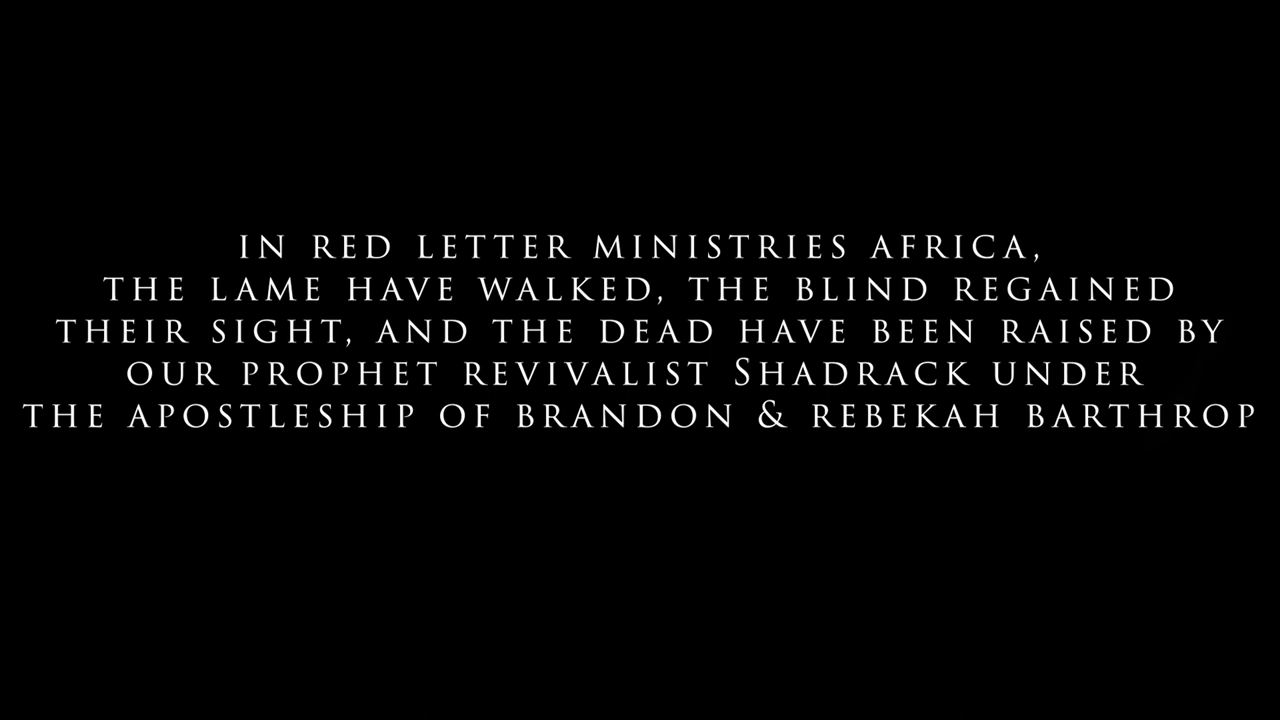 IN RED LETTER MINISTRIES AFRICA,
THE LAME HAVE WALKED, THE BLIND REGAINED
THEIR SIGHT, AND THE DEAD HAVE BEEN RAISED BY
OUR PROPHET REVIVALIST SHADRACK UNDER
THE APOSTLESHIP OF BRANDON & REBEKAH BARTHROP